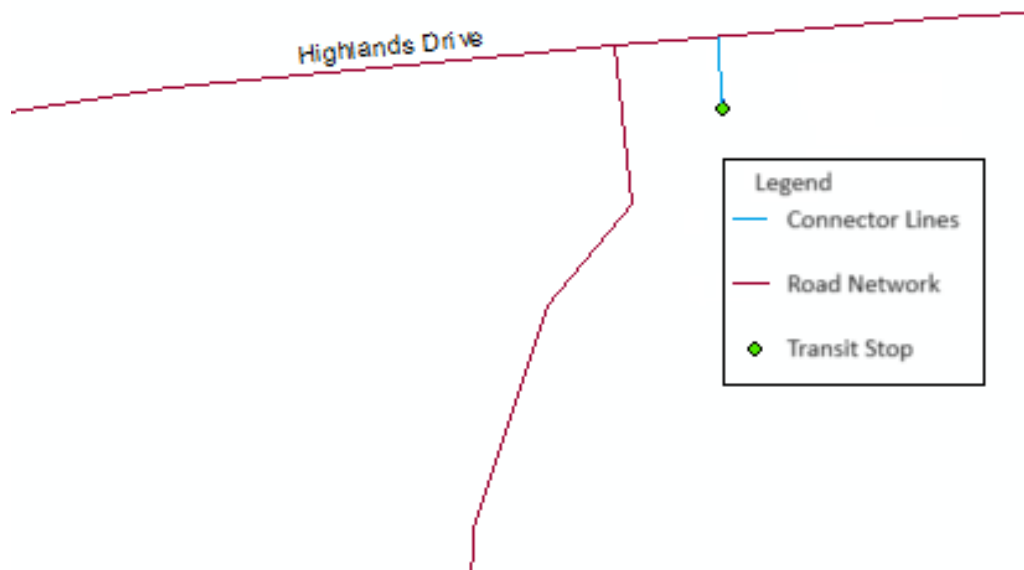 Highlands Drive
Legend
Connector Lines
Road Network
Transit Stop